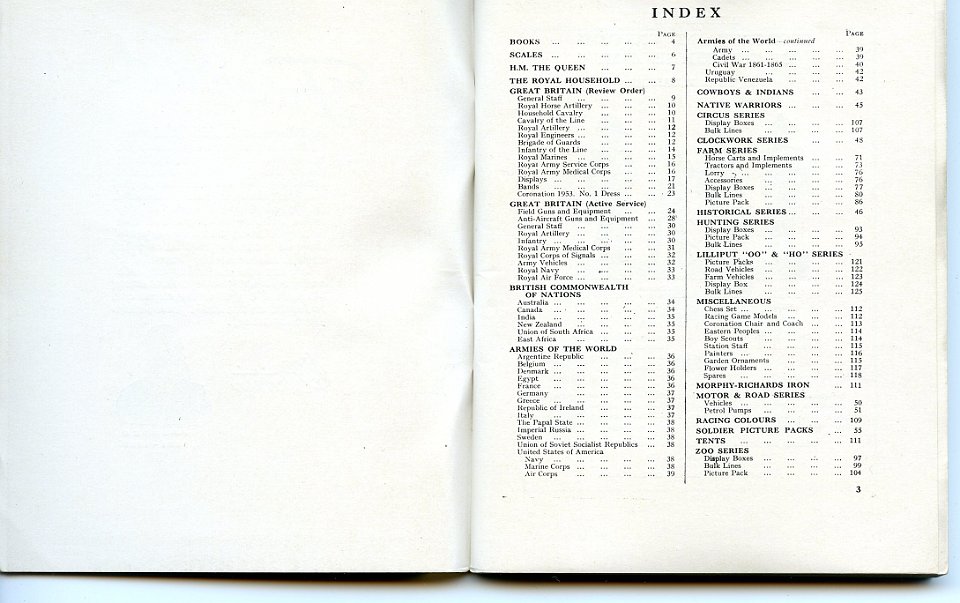 INDEX
PAGE
BOOKS ... ... ... ... ... 4
SCALES ... ... ... ... ... 6
H.M. THE QUEEN ... ... ... 7
THE ROYAL HOUSEHOLD ... ... 8
GREAT BRITAIN (Review Order)
General Staff ... ... ... ... 9
Royal Horse Artillery ... ... ... 10
Household Cavalry ... ... ... 10
Cavalry of the Line ... ... ... 11
Royal Artillery ... ... ... ... 12
Royal Engineers ... ... ... ... 12
Brigade of Guards ... ... ... 12
Infantry of the Line ... ... ... 14
Royal Marines ... ... ... ... 15
Royal Army Service Corps ... ... 16
Royal Army Medical Corps ... ... 16
Displays ... ... ... ... ... 17
Bands ... ... ... ... ... 21
Coronation 1953. No. 1 Dress ... ... 23
GREAT BRITAIN (Active Service)
Field Guns and Equipment ... ... 24
Anti-Aircraft Guns and Equipment ... 28
General Staff ... ... ... ... 30
Royal Artillery ... ... ... ... 30
Infantry ... ... ... ... ... 30
Royal Army Medical Corps ... ... 31
Royal Corps of Signals ... ... ... 32
Army Vehicles ... ... ... ... 32
Royal Navy ... ... ... ... 33
Royal Air Force ... ... ... ... 33
BRITISH COMMONWEALTH
OF NATIONS
Australia ... ... ... ... ... 34
Canada ... ... ... ... ... 34
India ... ... ... ... ... 35
New Zealand ... ... ... ... 35
Union of South Africa ... ... ... 35
East Africa ... ... ... ... 35
ARMIES OF THE WORLD
Argentine Republic ... ... ... 36
Belgium ... ... ... ... ... 36
Denmark ... ... ... ... ... 36
Egypt ... ... ... ... ... 36
France ... ... ... ... ... 36
Germany ... ... ... ... 37
Greece ... ... ... ... ... 37
Republic of Ireland ... ... ... 37
Italy ... ... ... ... ... 37
The Papal State ... ... ... ... 38
Imperial Russia ... ... ... ... 38
Sweden ... ... ... ... ... 38
Union of Soviet Socialist Republics ... 38
United States of America
Navy ... ... ... ... ... 38
Marine Corps ... ... ... ... 38
Air Corps ... ... ... ... 39
PAGE
Armies of the World—continued
Army ... ... ... ... ... 39
Cadets ... ... ... ... ... 39
Civil War 1861-1865 ... ... ... 40
Uruguay ... ... ... ... 42
Republic Venezuela ... ... ... 42
COWBOYS & INDIANS ... ... 43
NATIVE WARRIORS ... ... ... 45
CIRCUS SERIES
Display Boxes ... ... ... ... 107
Bulk Lines ... ... ... ... 107
CLOCKWORK SERIES ... ... 48
FARM SERIES
Horse Carts and Implements ... ... 71
Tractors and Implements ... ... 73
Lorry ... ... ... ... ... 76
Accessories ... ... ... ... 76
Display Boxes ... ... ... ... 77
Bulk Lines ... ... ... ... 80
Picture Pack ... ... ... ... 86
HISTORICAL SERIES ... ... ... 46
HUNTING SERIES
Display Boxes ... ... ... ... 93
Picture Pack ... ... ... ... 94
Bulk Lines ... ... ... ... 95
LILLIPUT "OO" & "HO" SERIES
Picture Packs ... ... ... ... 121
Road Vehicles ... ... ... ... 122
Farm Vehicles ... ... ... ... 123
Display Box ... ... ... ... 124
Bulk Lines ... ... ... ... 125
MISCELLANEOUS
Chess Set ... ... ... ... ... 112
Racing Game Models ... ... ... 112
Coronation Chair and Coach ... ... 113
Eastern Peoples ... ... ... ... 114
Boy Scouts ... ... ... ... 114
Station Staff ... ... ... ... 115
Painters ... ... ... ... ... 116
Garden Ornaments ... ... ... 115
Flower Holders ... ... ... ... 117
Spares ... ... ... ... ... 118
MORPHY-RICHARDS IRON ... 111
MOTOR & ROAD SERIES
Vehicles ... ... ... ... ... 50
Petrol Pumps ... ... ... ... 51
RACING COLOURS ... ... ... 109
SOLDIER PICTURE PACKS ... 55
TENTS ... ... ... ... ... 111
ZOO SERIES
Display Boxes ... ... ... ... 97
Bulk Lines ... ... ... ... 99
Picture Pack ... ... ... ... 104
3